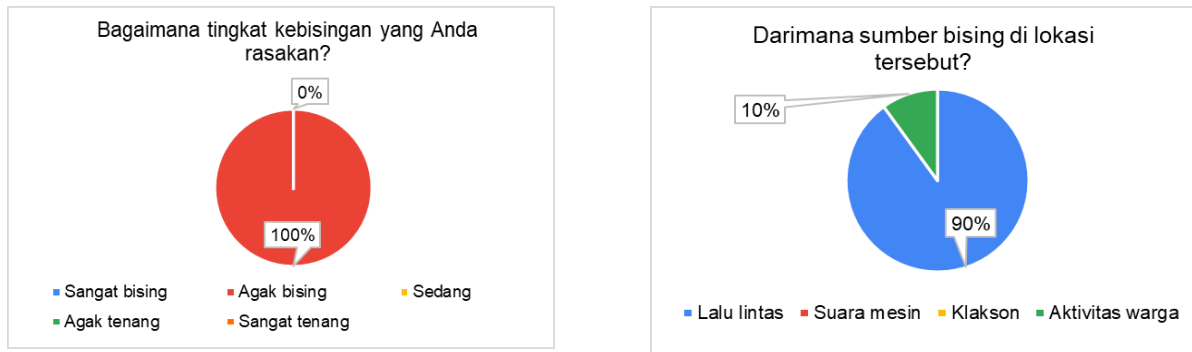 Bagaimana tingkat kebisingan yang Anda
rasakan?
0%
100%
Sangat bising Agak bising Sedang
Agak tenang Sangat tenang
Darimana sumber bising di lokasi
tersebut?
10%
90%
Lalu lintas Suara mesin Klakson Aktivitas warga